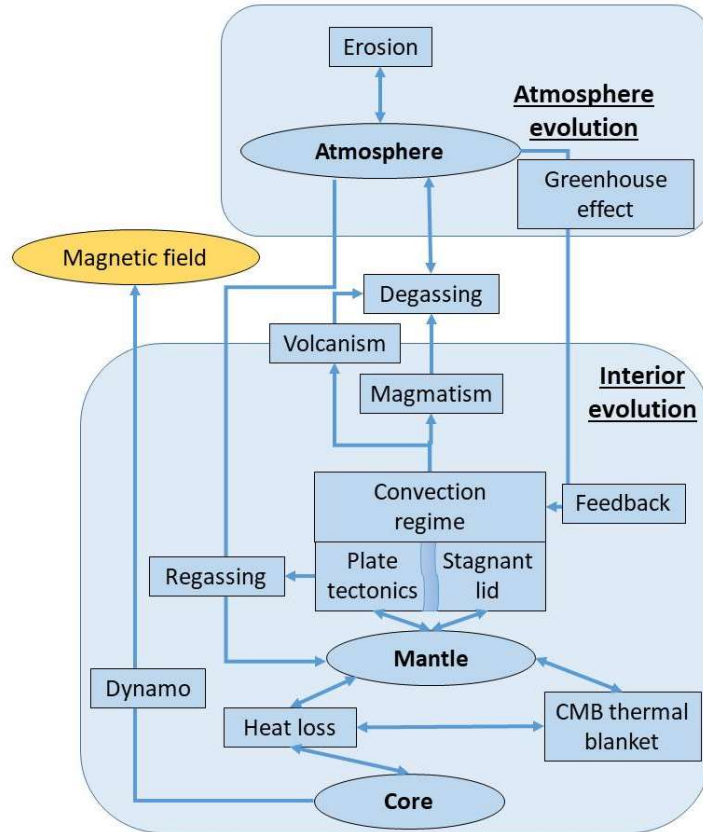 Erosion
Atmosphere
evolution
Atmosphere
Greenhouse
effect
Magnetic field
Degassing
Volcanism
Interior
evolution
Magmatism
Convection
regime
Feedback
Plate
tectonics
Stagnant
lid
Regassing
Mantle
Dynamo
Heat loss
CMB thermal
blanket
Core